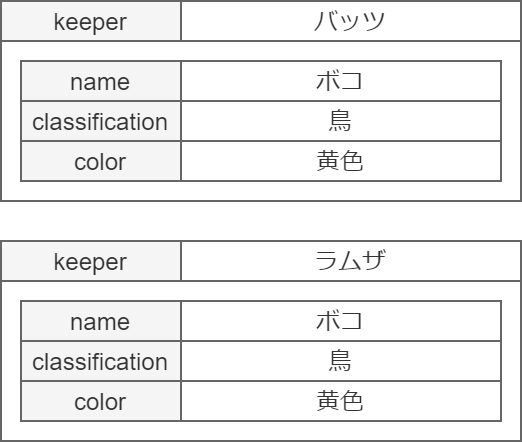 keeper バッツ
name ボコ
classification 鳥
color 黄色
keeper ラムザ
name ボコ
classification 鳥
color 黄色